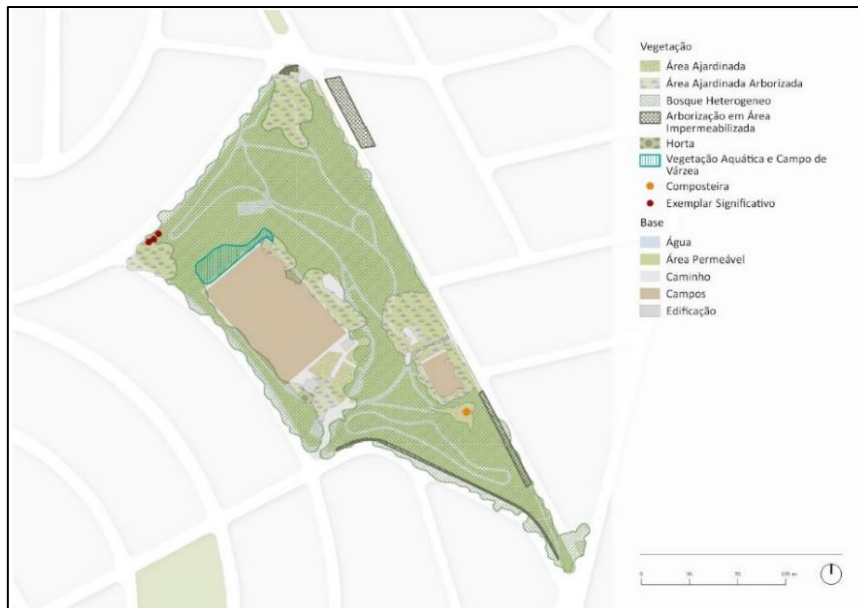 Vegetação
Área Ajardinada
Área Ajardinada Arborizada
Bosque Heterogeneo
Arborização em Área
Impermeabilizada
Horta
Vegetação Aquática e Campo de
Várzea
Composteira
Exemplar Significativo
Base
Água
Área Permeável
Caminho
Campos
Edificação
0 35 70 105 m